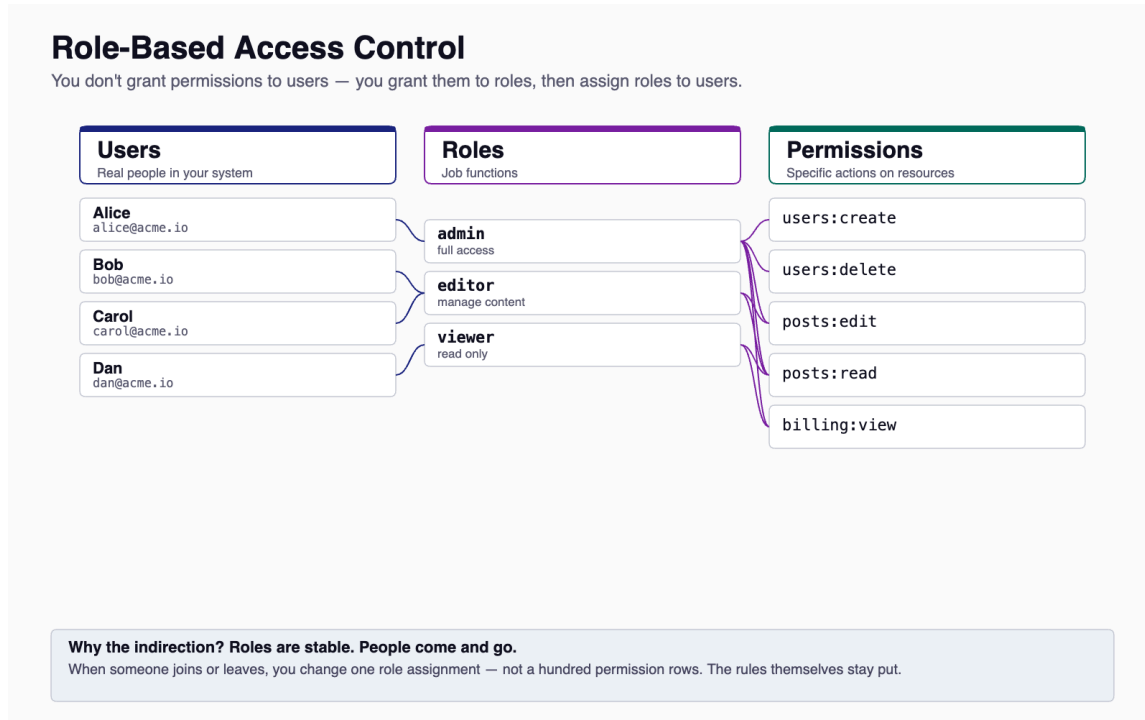 Role-Based Access Control
You don't grant permissions to users — you grant them to roles, then assign roles to users.
Users
Real people in your system
Alice
alice@acme.io
Bob
bob@acme.io
Carol
carol@acme.io
Dan
dan@acme.io
Roles
Job functions
admin
full access
editor
manage content
viewer
read only
Permissions
Specific actions on resources
users:create
users:delete
posts:edit
posts:read
billing:view
Why the indirection? Roles are stable. People come and go.
When someone joins or leaves, you change one role assignment — not a hundred permission rows. The rules themselves stay put.